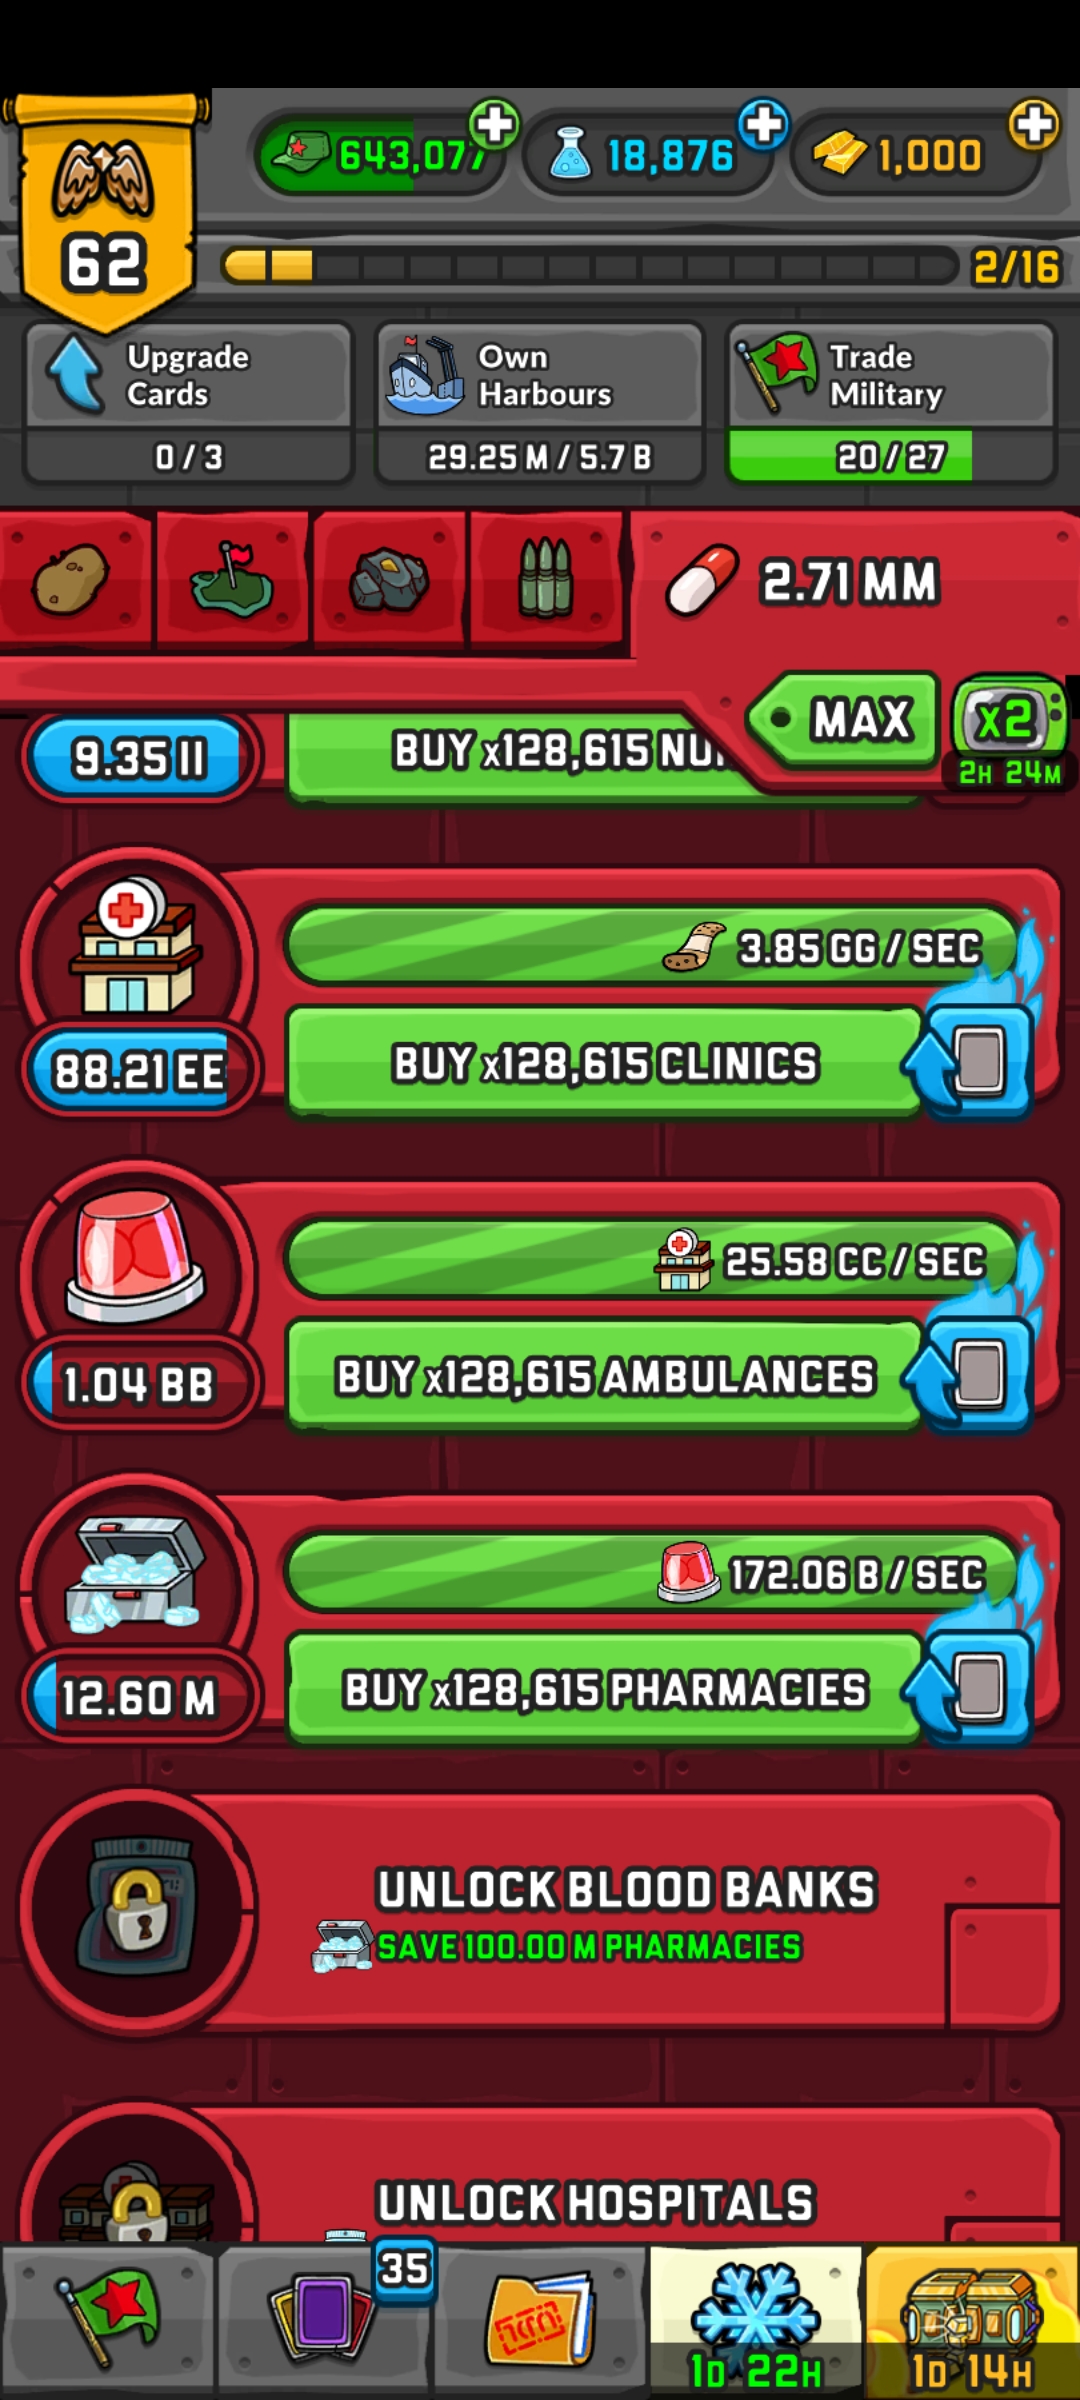 643,077
18,876
1,000
62
2/16
Upgrade
Cards
0 / 3
Own
Harbours
29.25 M / 5.7 B
Trade
Military
20 / 27
2.71 MM
MAX
x2
2H 24M
9.35 II
BUY x128,615
3.85 GG / SEC
88.21 EE
BUY x128,615 CLINICS
25.58 CC / SEC
1.04 BB
BUY x128,615 AMBULANCES
172.06 B / SEC
12.60 M
BUY x128,615 PHARMACIES
UNLOCK BLOOD BANKS
SAVE 100.00 M PHARMACIES
UNLOCK HOSPITALS
35
1D 22H
1D 14H